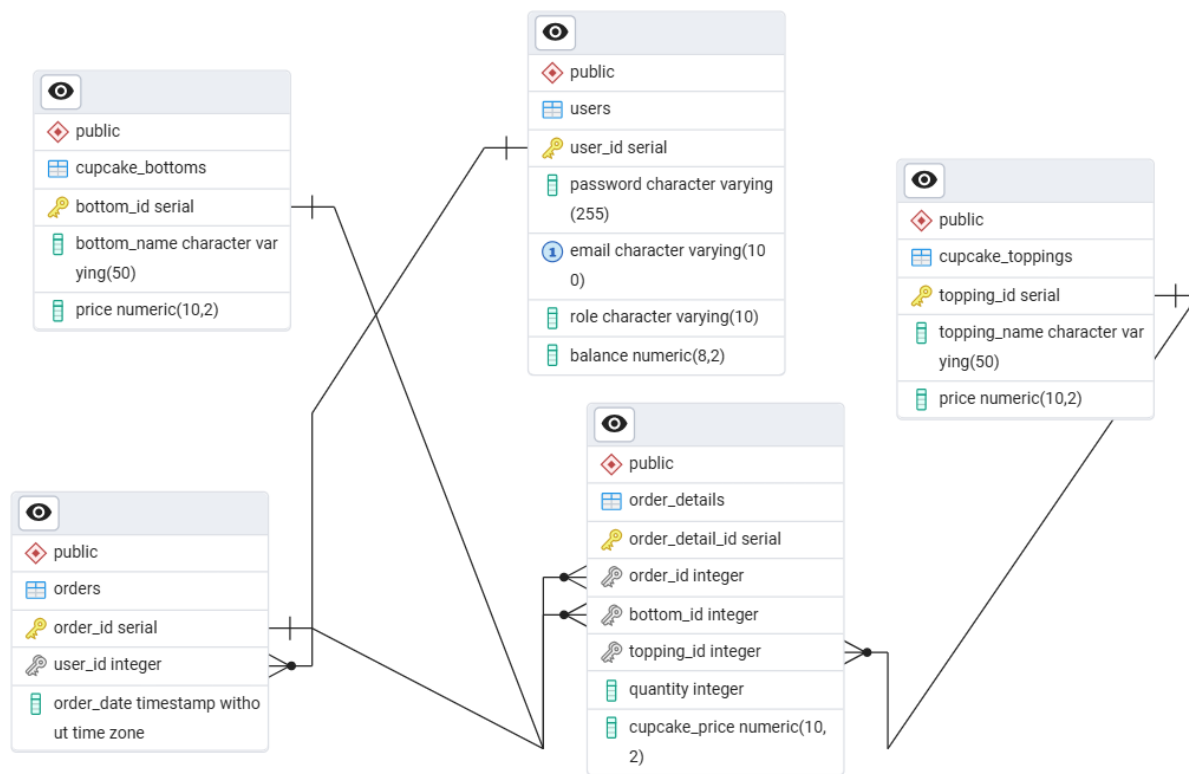 public
cupcake_bottoms
bottom_id serial
bottom_name character var
ying(50)
price numeric(10,2)
public
users
user_id serial
password character varying
(255)
1
email character varying(10
0)
role character varying(10)
balance numeric(8,2)
public
cupcake_toppings
topping_id serial
topping_name character var
ying(50)
price numeric(10,2)
public
orders
order_id serial
user_id integer
order_date timestamp witho
ut time zone
public
order_details
order_detail_id serial
order_id integer
bottom_id integer
topping_id integer
quantity integer
cupcake_price numeric(10,
2)